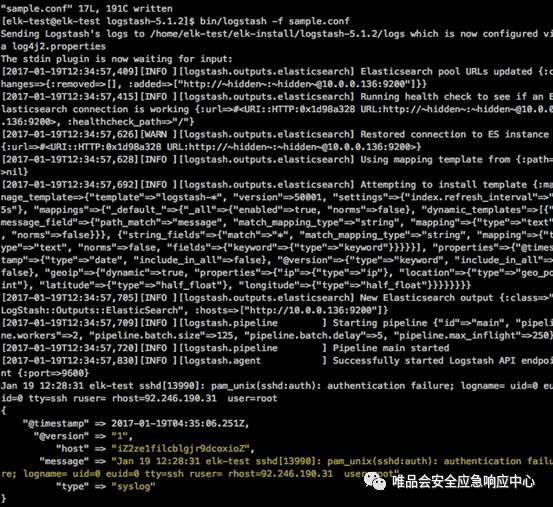 "sample.conf" 17L, 191C written
[elk-test@elk-test logstash-5.1.2]$ bin/logstash -f sample.conf
Sending Logstash's logs to /home/elk-test/elk-install/logstash-5.1.2/logs which is now configured vi
a log4j2.properties
The stdin plugin is now waiting for input:
[2017-01-19T12:34:57,409][INFO ][logstash.outputs.elasticsearch] Elasticsearch pool URLs updated {:c
hanges=>{:removed=>[], :added=>["http://~hidden~:~hidden~@10.0.0.136:9200"]}}
[2017-01-19T12:34:57,415][INFO ][logstash.outputs.elasticsearch] Running health check to see if an E
lasticsearch connection is working {:url=>#<URI::HTTP:0x1d98a328 URL:http://~hidden~:~hidden~@10.0.0
.136:9200>, :healthcheck_path=>"/"}
[2017-01-19T12:34:57,626][WARN ][logstash.outputs.elasticsearch] Restored connection to ES instance
{:url=>#<URI::HTTP:0x1d98a328 URL:http://~hidden~:~hidden~@10.0.0.136:9200>}
[2017-01-19T12:34:57,628][INFO ][logstash.outputs.elasticsearch] Using mapping template from {:path=
>nil}
[2017-01-19T12:34:57,692][INFO ][logstash.outputs.elasticsearch] Attempting to install template {:ma
nage_template=>{"template"=>"logstash-*", "version"=>50001, "settings"=>{"index.refresh_interval"=>"
5s"}, "mappings"=>{"_default_"=>{"_all"=>{"enabled"=>true, "norms"=>false}, "dynamic_templates"=>[{"
message_field"=>{"path_match"=>"message", "match_mapping_type"=>"string", "mapping"=>{"type"=>"text"
, "norms"=>false}}}, {"string_fields"=>{"match"=>"*", "match_mapping_type"=>"string", "mapping"=>{"t
ype"=>"text", "norms"=>false, "fields"=>{"keyword"=>{"type"=>"keyword"}}}}}], "properties"=>{"@times
tamp"=>{"type"=>"date", "include_in_all"=>false}, "@version"=>{"type"=>"keyword", "include_in_all"=>
false}, "geoip"=>{"dynamic"=>true, "properties"=>{"ip"=>{"type"=>"ip"}, "location"=>{"type"=>"geo_po
int"}, "latitude"=>{"type"=>"half_float"}, "longitude"=>{"type"=>"half_float"}}}}}}}}
[2017-01-19T12:34:57,705][INFO ][logstash.outputs.elasticsearch] New Elasticsearch output {:class=>"
LogStash::Outputs::ElasticSearch", :hosts=>["http://10.0.0.136:9200"]}
[2017-01-19T12:34:57,709][INFO ][logstash.pipeline        ] Starting pipeline {"id"=>"main", "pipeli
ne.workers"=>2, "pipeline.batch.size"=>125, "pipeline.batch.delay"=>5, "pipeline.max_inflight"=>250}
[2017-01-19T12:34:57,720][INFO ][logstash.pipeline        ] Pipeline main started
[2017-01-19T12:34:57,830][INFO ][logstash.agent           ] Successfully started Logstash API endpoi
nt {:port=>9600}
Jan 19 12:28:31 elk-test sshd[13990]: pam_unix(sshd:auth): authentication failure; logname= uid=0 eu
id=0 tty=ssh ruser= rhost=92.246.190.31  user=root
{
"@timestamp" => 2017-01-19T04:35:06.251Z,
"@version" => "1",
"host" => "iZ2ze1filcblgjr9dcoxioZ",
"message" => "Jan 19 12:28:31 elk-test sshd[13990]: pam_unix(sshd:auth): authentication failu
re; logname= uid=0 euid=0 tty=ssh ruser= rhost=92.246.190.31  user=root",
"type" => "syslog"
}
唯品会安全应急响应中心